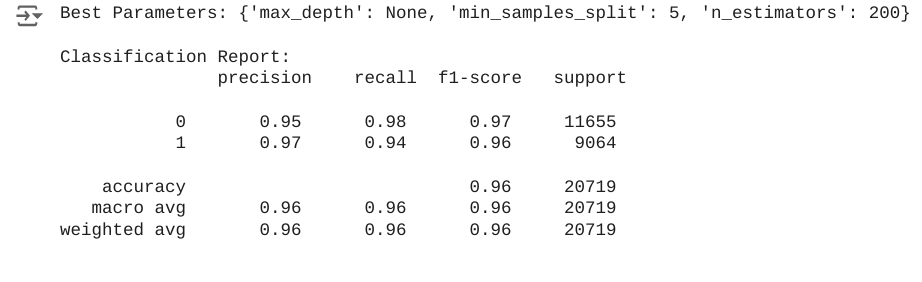 Best Parameters: {'max_depth': None, 'min_samples_split': 5, 'n_estimators': 200}
Classification Report:
precision recall f1-score support
0 0.95 0.98 0.97 11655
1 0.97 0.94 0.96 9064
accuracy 0.96 20719
macro avg 0.96 0.96 0.96 20719
weighted avg 0.96 0.96 0.96 20719